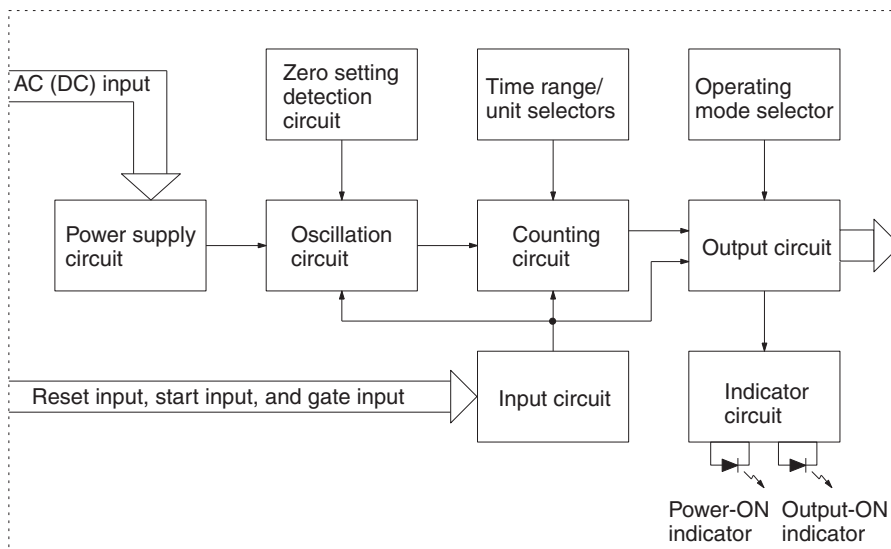 AC (DC) input
Zero setting
detection
circuit
Time range/
unit selectors
Operating
mode selector
Power supply
circuit
Oscillation
circuit
Counting
circuit
Output circuit
Reset input, start input, and gate input
Input circuit
Indicator
circuit
Power-ON
indicator
Output-ON
indicator